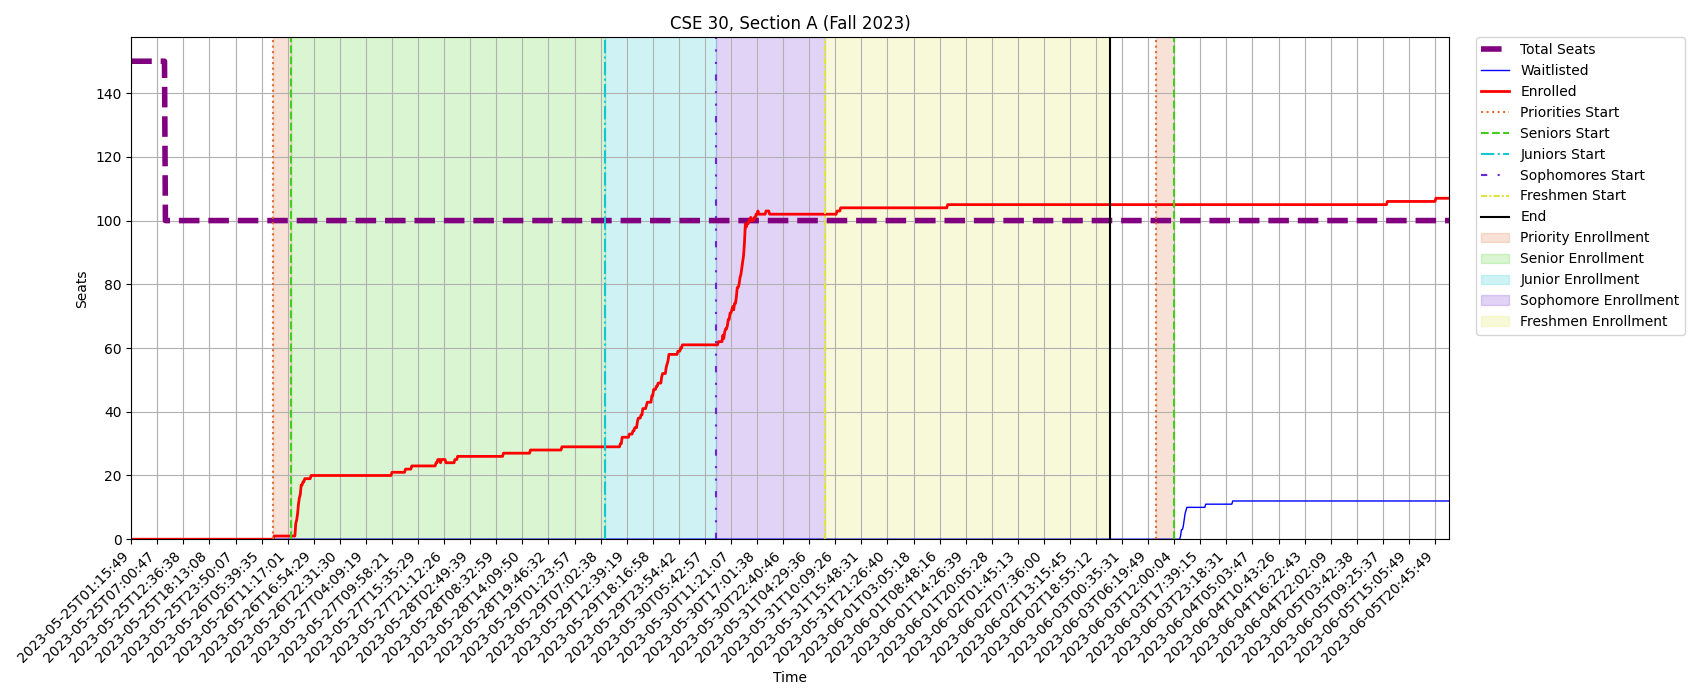 CSE 30, Section A (Fall 2023)
Seats
140
120
100
80
60
40
20
0
2023-05-25T01:15:49
2023-05-25T07:00:47
2023-05-25T12:36:38
2023-05-25T18:13:08
2023-05-25T23:50:07
2023-05-26T05:39:35
2023-05-26T11:17:01
2023-05-26T16:54:29
2023-05-26T22:31:30
2023-05-27T04:09:19
2023-05-27T09:58:21
2023-05-27T15:35:29
2023-05-27T21:12:26
2023-05-28T02:49:39
2023-05-28T08:32:59
2023-05-28T14:09:50
2023-05-28T19:46:32
2023-05-29T01:23:57
2023-05-29T07:02:38
2023-05-29T12:39:19
2023-05-29T18:16:58
2023-05-29T23:54:42
2023-05-30T05:42:57
2023-05-30T11:21:07
2023-05-30T17:01:38
2023-05-30T22:40:46
2023-05-31T04:29:36
2023-05-31T10:09:26
2023-05-31T15:48:31
2023-05-31T21:26:40
2023-06-01T03:05:18
2023-06-01T08:48:16
2023-06-01T14:26:39
2023-06-01T20:05:28
2023-06-02T01:45:13
2023-06-02T07:36:00
2023-06-02T13:15:45
2023-06-02T18:55:12
2023-06-03T00:35:31
2023-06-03T06:19:49
2023-06-03T12:00:04
2023-06-03T17:39:15
2023-06-03T23:18:31
2023-06-04T05:03:47
2023-06-04T10:43:26
2023-06-04T16:22:43
2023-06-04T22:02:09
2023-06-05T03:42:38
2023-06-05T09:25:37
2023-06-05T15:05:49
2023-06-05T20:45:49
Time
Total Seats
Waitlisted
Enrolled
Priorities Start
Seniors Start
Juniors Start
Sophomores Start
Freshmen Start
End
Priority Enrollment
Senior Enrollment
Junior Enrollment
Sophomore Enrollment
Freshmen Enrollment